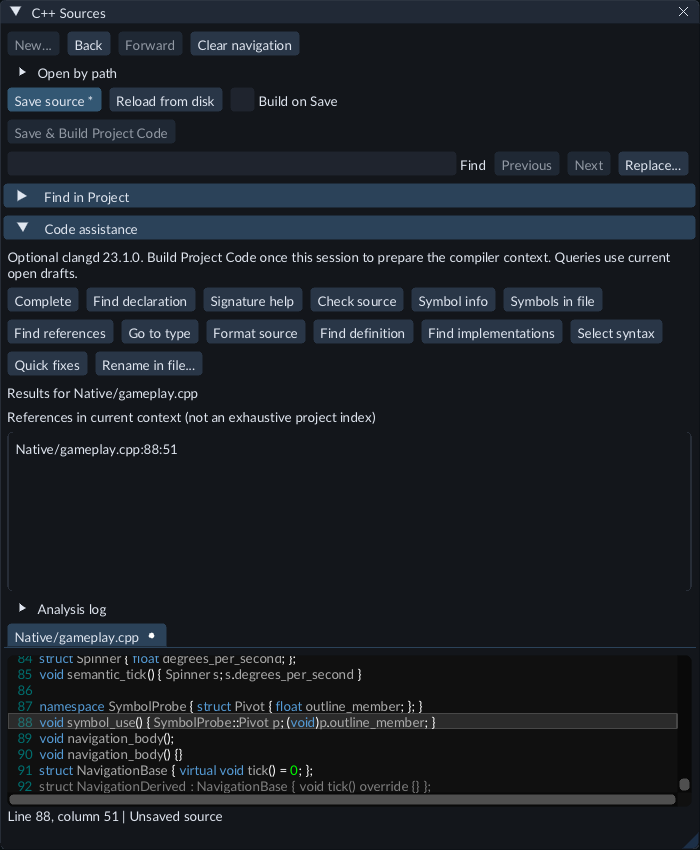 C++ Sources
New... Back Forward Clear navigation
Open by path
Save source * Reload from disk Build on Save
Save & Build Project Code
Find Previous Next Replace...
Find in Project
Code assistance
Optional clangd 23.1.0. Build Project Code once this session to prepare the compiler context. Queries use current
open drafts.
Complete Find declaration Signature help Check source Symbol info Symbols in file
Find references Go to type Format source Find definition Find implementations Select syntax
Quick fixes Rename in file...
Results for Native/gameplay.cpp
References in current context (not an exhaustive project index)
Native/gameplay.cpp:88:51
Analysis log
Native/gameplay.cpp
84 struct Spinner { float degrees_per_second; };
85 void semantic_tick() { Spinner s; s.degrees_per_second }
86
87 namespace SymbolProbe { struct Pivot { float outline_member; }; }
88 void symbol_use() { SymbolProbe::Pivot p; (void)p.outline_member; }
89 void navigation_body();
90 void navigation_body() {}
91 struct NavigationBase { virtual void tick() = 0; };
92 struct NavigationDerived : NavigationBase { void tick() override {} };
Line 88, column 51 | Unsaved source